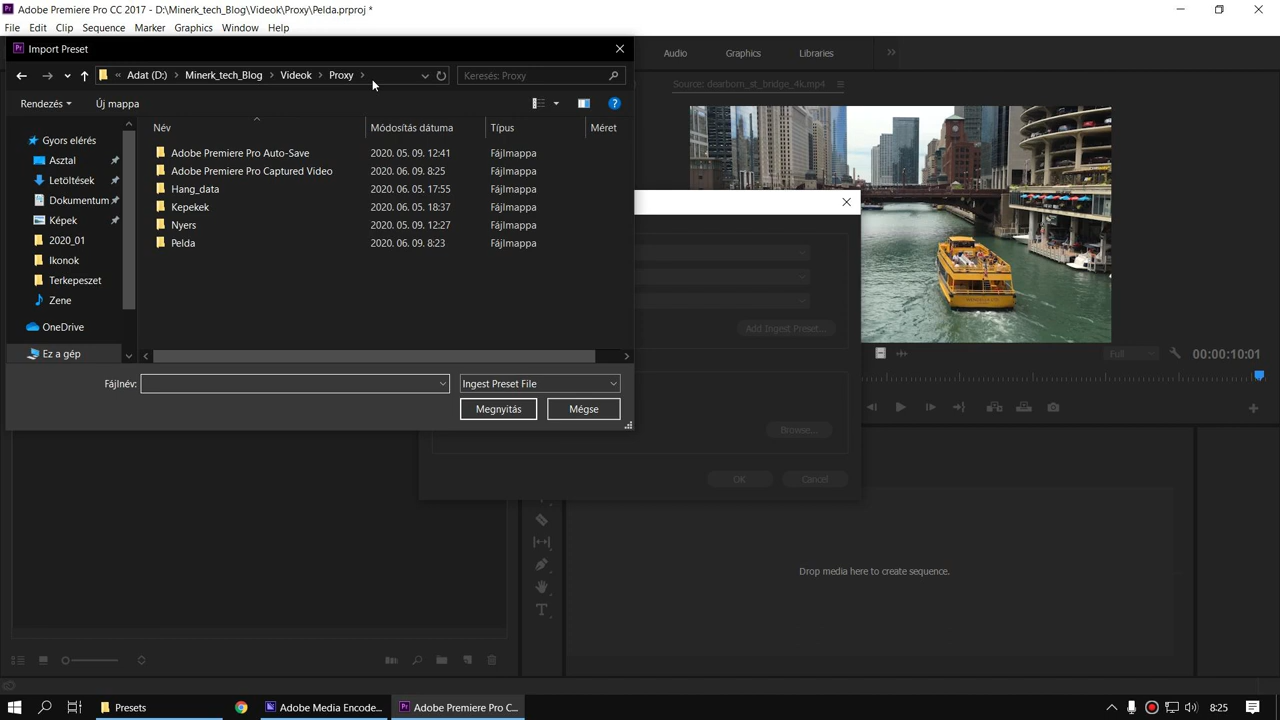 Adobe Premiere Pro CC 2017 - D:\Minerk_tech_Blog\Videok\Proxy\Pelda.prproj *
File Edit Clip Sequence Marker Graphics Window Help
Import Preset
Audio Graphics Libraries
« Adat (D:) > Minerk_tech_Blog > Videok > Proxy >
Keresés: Proxy
Source: dearborn_st_bridge_4k.mp4
Rendezés
Új mappa
Név Módosítás dátuma Típus Méret
Gyors elérés
Asztal
Letöltések
Dokumentum
Képek
2020_01
Ikonok
Terkepeszet
Zene
OneDrive
Ez a gép
Adobe Premiere Pro Auto-Save 2020. 05. 09. 12:41 Fájlmappa
Adobe Premiere Pro Captured Video 2020. 06. 09. 8:25 Fájlmappa
Hang_data 2020. 06. 05. 17:55 Fájlmappa
Kepekek 2020. 06. 05. 18:37 Fájlmappa
Nyers 2020. 05. 09. 12:27 Fájlmappa
Pelda 2020. 06. 09. 8:23 Fájlmappa
Fájlnév:
Ingest Preset File
Megnyitás Mégse
Add Ingest Preset...
Browse...
OK Cancel
Full
00:00:10:01
Drop media here to create sequence.
Presets
Adobe Media Encode...
Adobe Premiere Pro C...
8:25